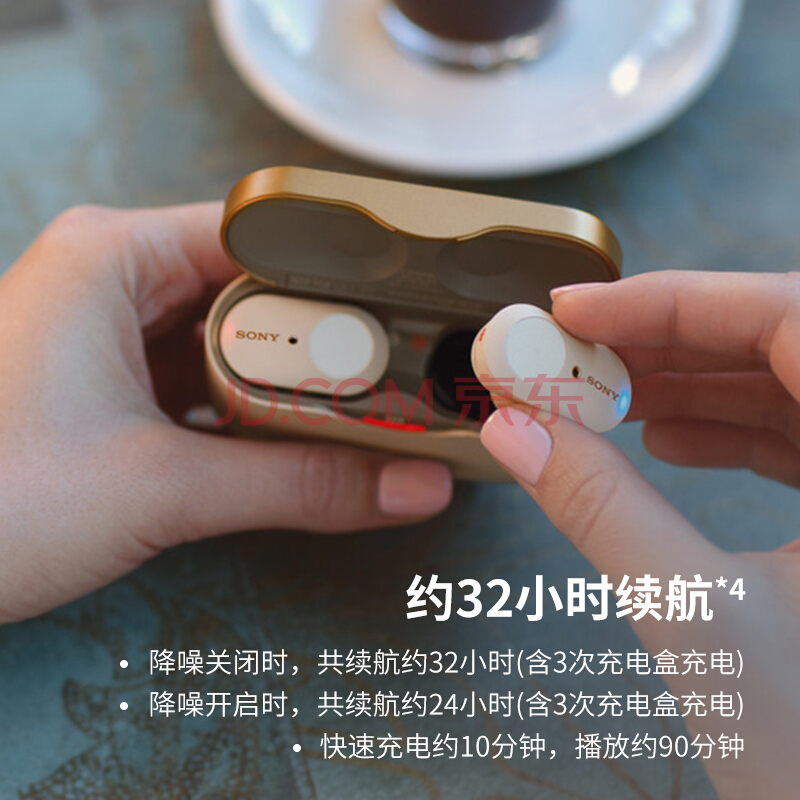 SONY
SONY
JD.COM 京东
约32小时续航*4
• 降噪关闭时，共续航约32小时(含3次充电盒充电)
• 降噪开启时，共续航约24小时(含3次充电盒充电)
• 快速充电约10分钟，播放约90分钟